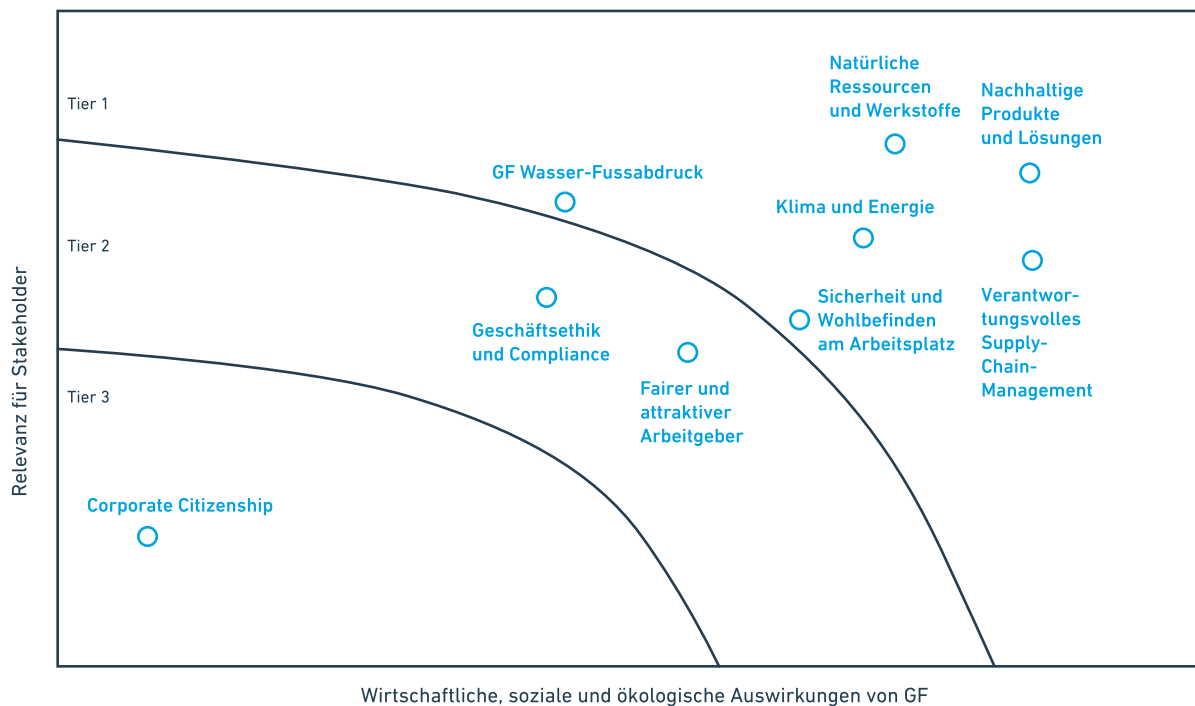 Natürliche
Ressourcen
und Werkstoffe
Nachhaltige
Produkte
und Lösungen
Tier 1
GF Wasser-Fussabdruck
Klima und Energie
Tier 2
Sicherheit und
Wohlbefinden
am Arbeitsplatz
Verantwor-
tungsvolles
Supply-
Chain-
Management
Geschäftsethik
und Compliance
Fairer und
attraktiver
Arbeitgeber
Tier 3
Corporate Citizenship
Relevanz für Stakeholder
Wirtschaftliche, soziale und ökologische Auswirkungen von GF